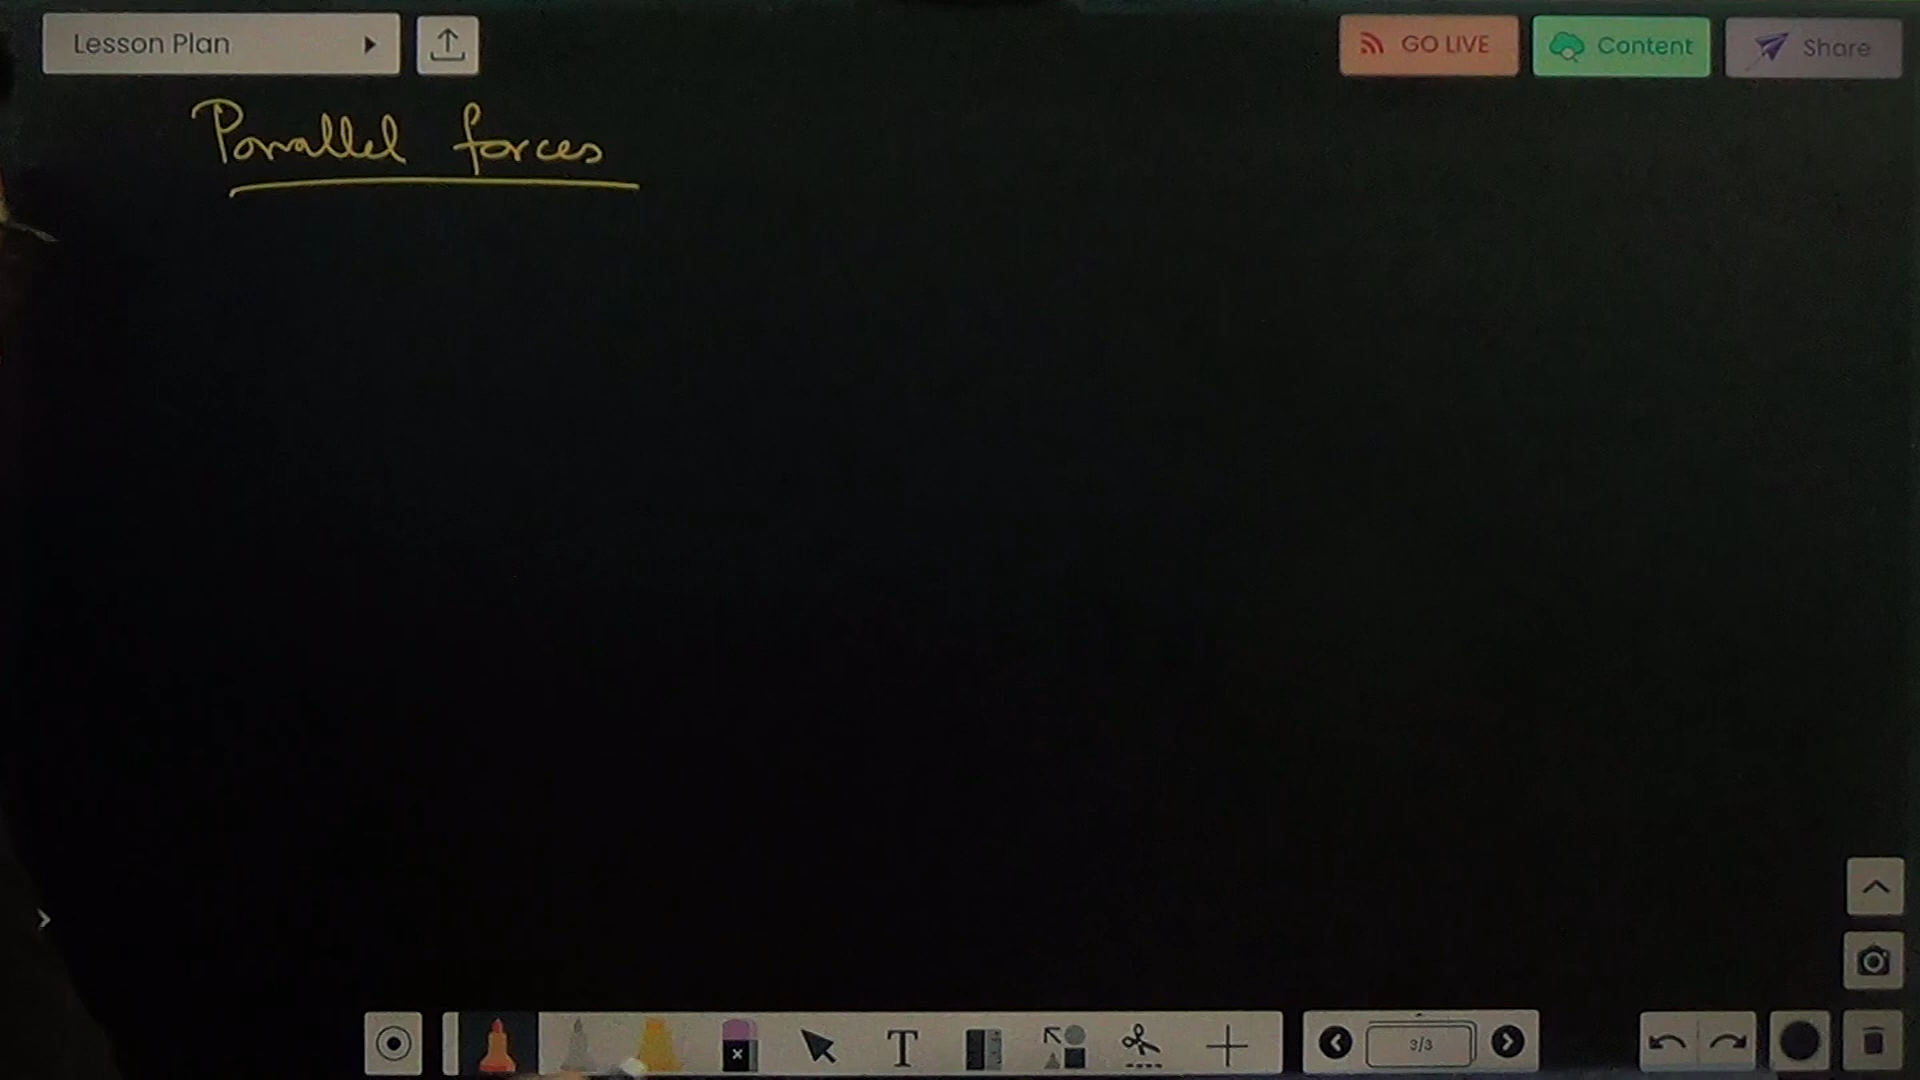 Lesson Plan
GO LIVE
Content
Share
Parallel forces
T
3/3